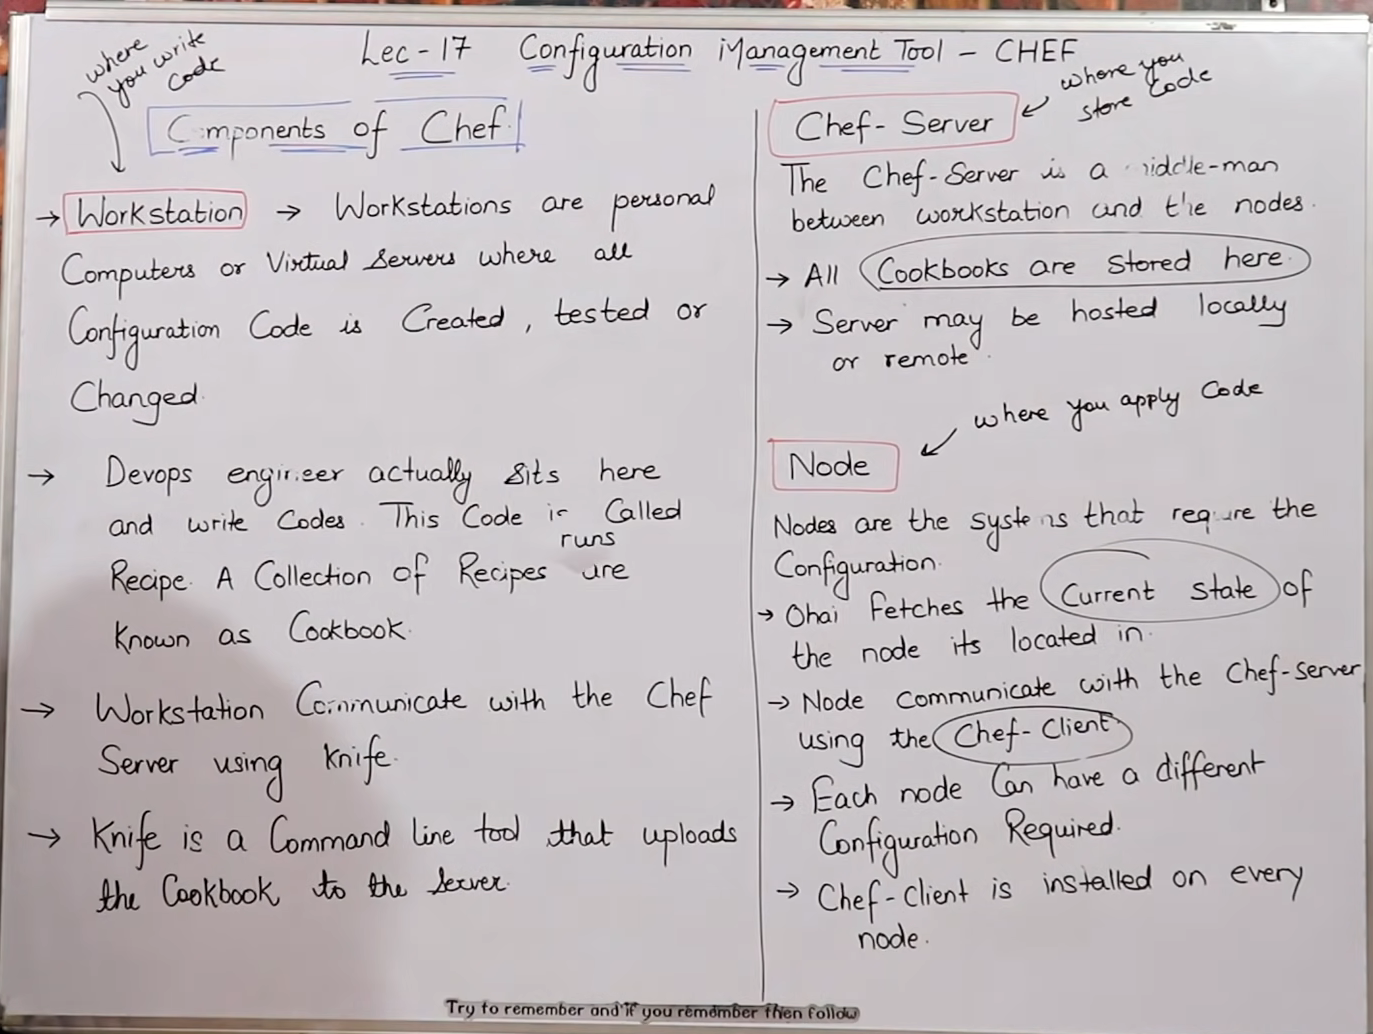 Lec - 17 Configuration Management Tool - CHEF
where
you write
code
Components of Chef
→ Workstation → Workstations are personal
Computers or Virtual Servers where all
Configuration Code is Created, tested or
Changed.
→ Devops engineer actually sits here
and write Codes. This Code is Called
runs
Recipe. A Collection of Recipes are
Known as Cookbook.
→ Workstation Communicate with the Chef
Server using Knife.
→ Knife is a Command line tool that uploads
the Cookbook to the Server.
Chef-Server
where you
store Code
The Chef-Server is a middle-man
between workstation and the nodes.
→ All Cookbooks are Stored here.
→ Server may be hosted locally
or remote.
where you apply Code
Node
Nodes are the systems that require the
Configuration.
→ Ohai Fetches the Current State of
the node its located in.
→ Node communicate with the Chef-Server
using the Chef-Client
→ Each node Can have a different
Configuration Required.
→ Chef-Client is installed on every
node.
Try to remember and if you remember then follow